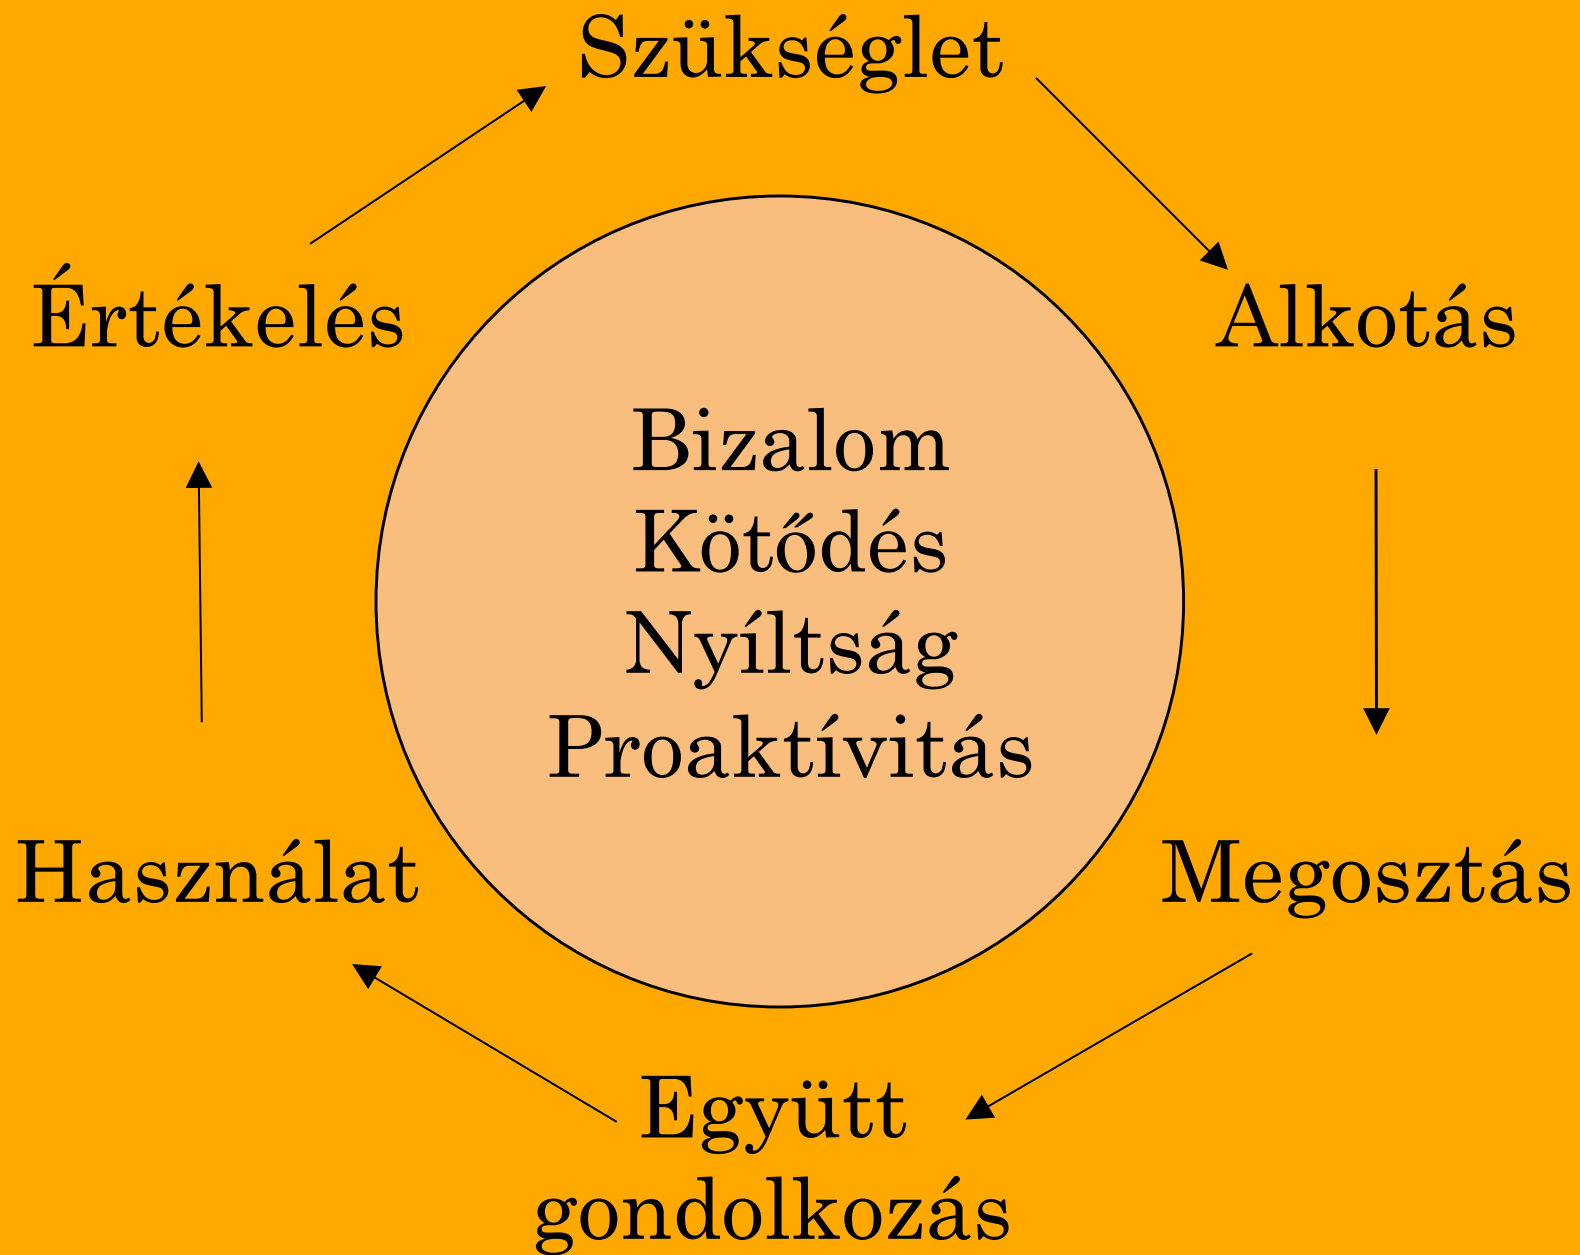 Szükséglet
Értékelés
Alkotás
Bizalom
Kötődés
Nyíltság
Proaktívitás
Használat
Megosztás
Együtt
gondolkozás